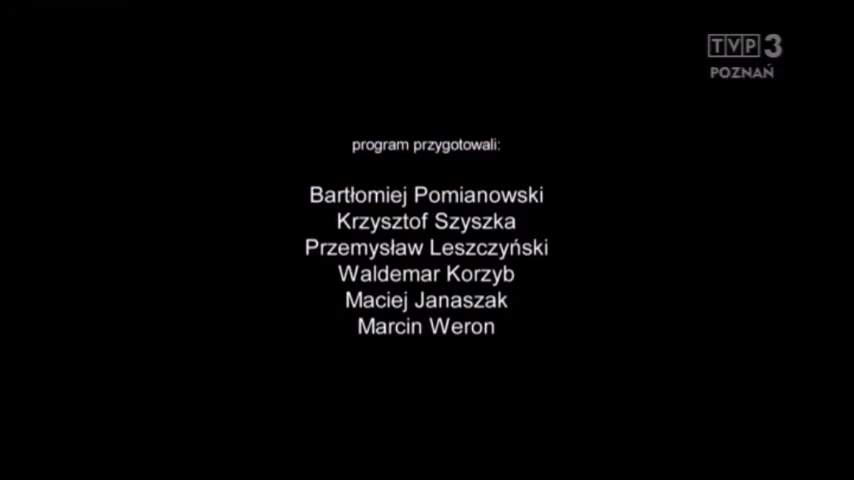 TVP3
POZNAŃ
program przygotowali:
Bartłomiej Pomianowski
Krzysztof Szyszka
Przemysław Leszczyński
Waldemar Korzyb
Maciej Janaszak
Marcin Weron